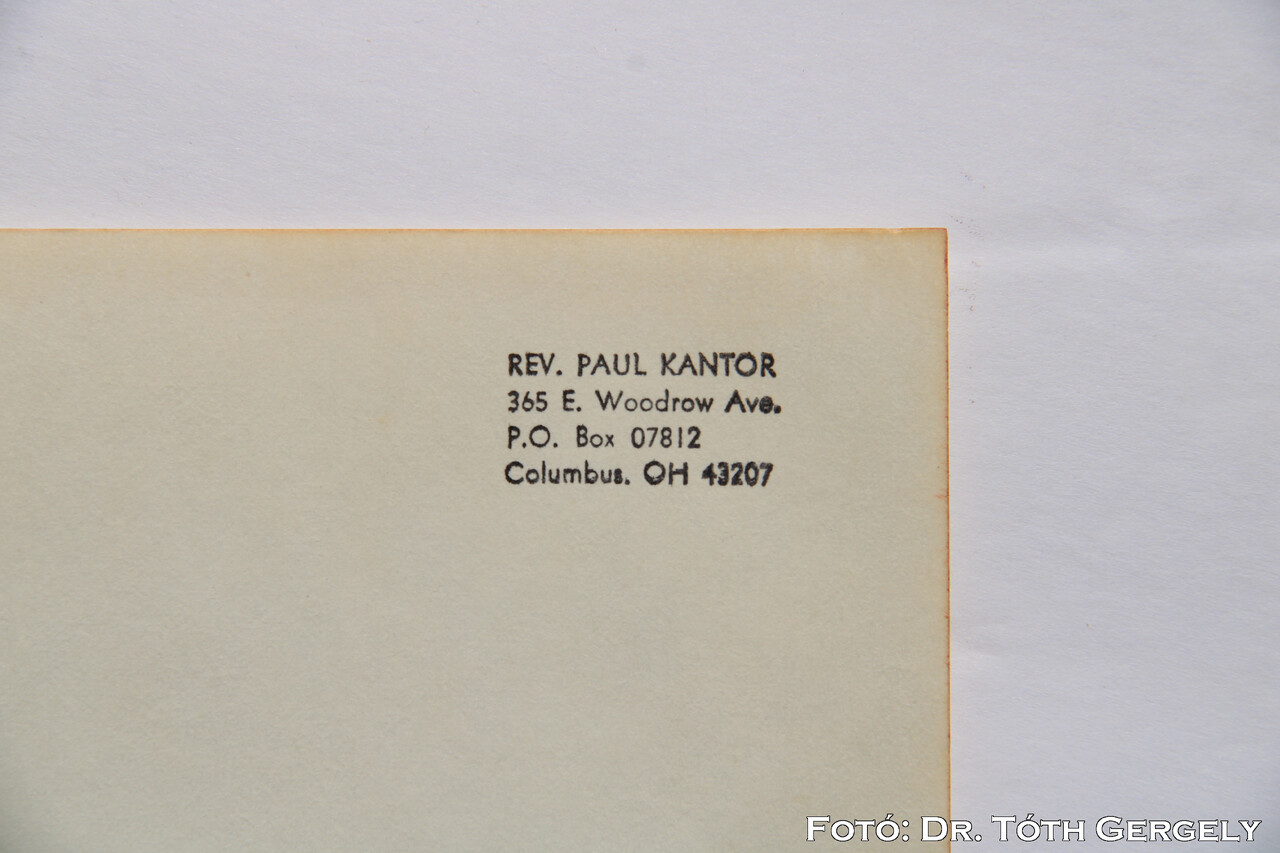 REV. PAUL KANTOR
365 E. Woodrow Ave.
P.O. Box 07812
Columbus. OH 43207
Fotó: Dr. Tóth Gergely